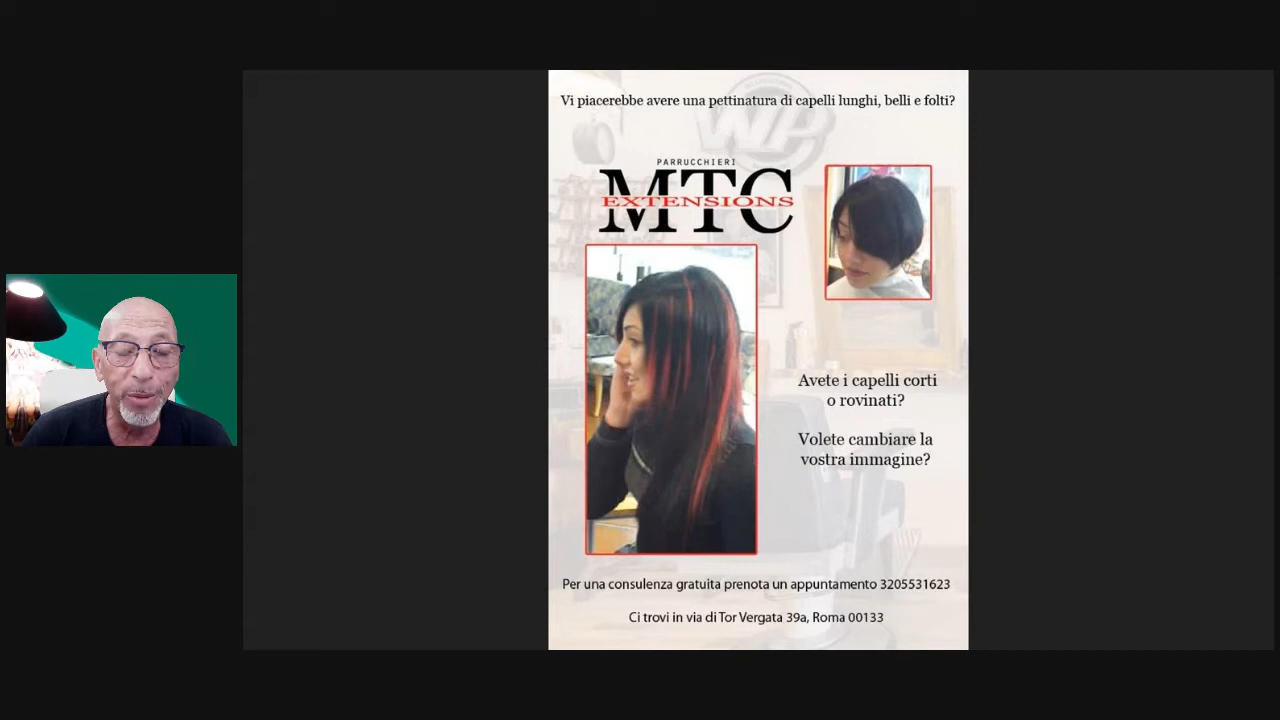 Vi piacerebbe avere una pettinatura di capelli lunghi, belli e folti?
WP
PARRUCCHIERI
MTC
EXTENSIONS
Avete i capelli corti
o rovinati?
Volete cambiare la
vostra immagine?
Per una consulenza gratuita prenota un appuntamento 3205531623
Ci trovi in via di Tor Vergata 39a, Roma 00133